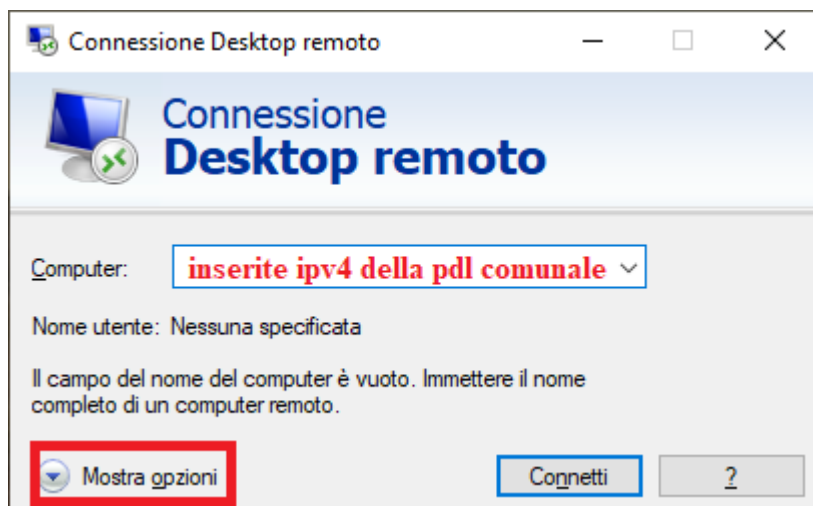 Connessione Desktop remoto
Connessione
Desktop remoto
Computer: inserite ipv4 della pdl comunale
Nome utente: Nessuna specificata
Il campo del nome del computer è vuoto. Immettere il nome
completo di un computer remoto.
Mostra opzioni Connetti ?